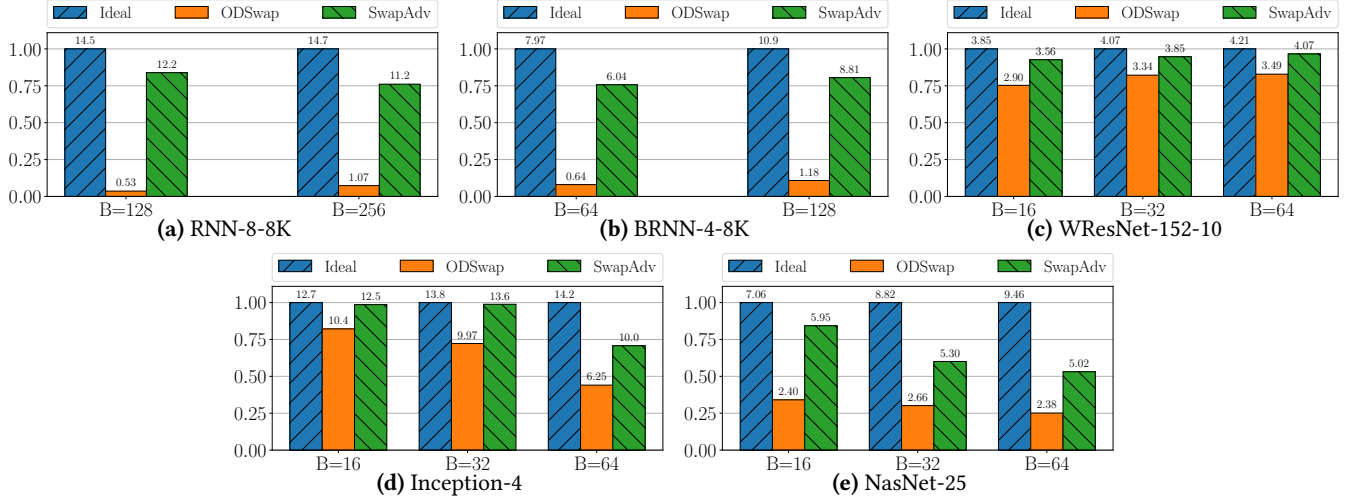 Ideal ODSwap SwapAdv
1.00
0.75
0.50
0.25
0.00
14.5 0.53 12.2
14.7 1.07 11.2
B=128 B=256
(a) RNN-8-8K
Ideal ODSwap SwapAdv
1.00
0.75
0.50
0.25
0.00
7.97 0.64 6.04
10.9 1.18 8.81
B=64 B=128
(b) BRNN-4-8K
Ideal ODSwap SwapAdv
1.00
0.75
0.50
0.25
0.00
3.85 2.90 3.56
4.07 3.34 3.85
4.21 3.49 4.07
B=16 B=32 B=64
(c) WResNet-152-10
Ideal ODSwap SwapAdv
1.00
0.75
0.50
0.25
0.00
12.7 10.4 12.5
13.8 9.97 13.6
14.2 6.25 10.0
B=16 B=32 B=64
(d) Inception-4
Ideal ODSwap SwapAdv
1.00
0.75
0.50
0.25
0.00
7.06 2.40 5.95
8.82 2.66 5.30
9.46 2.38 5.02
B=16 B=32 B=64
(e) NasNet-25